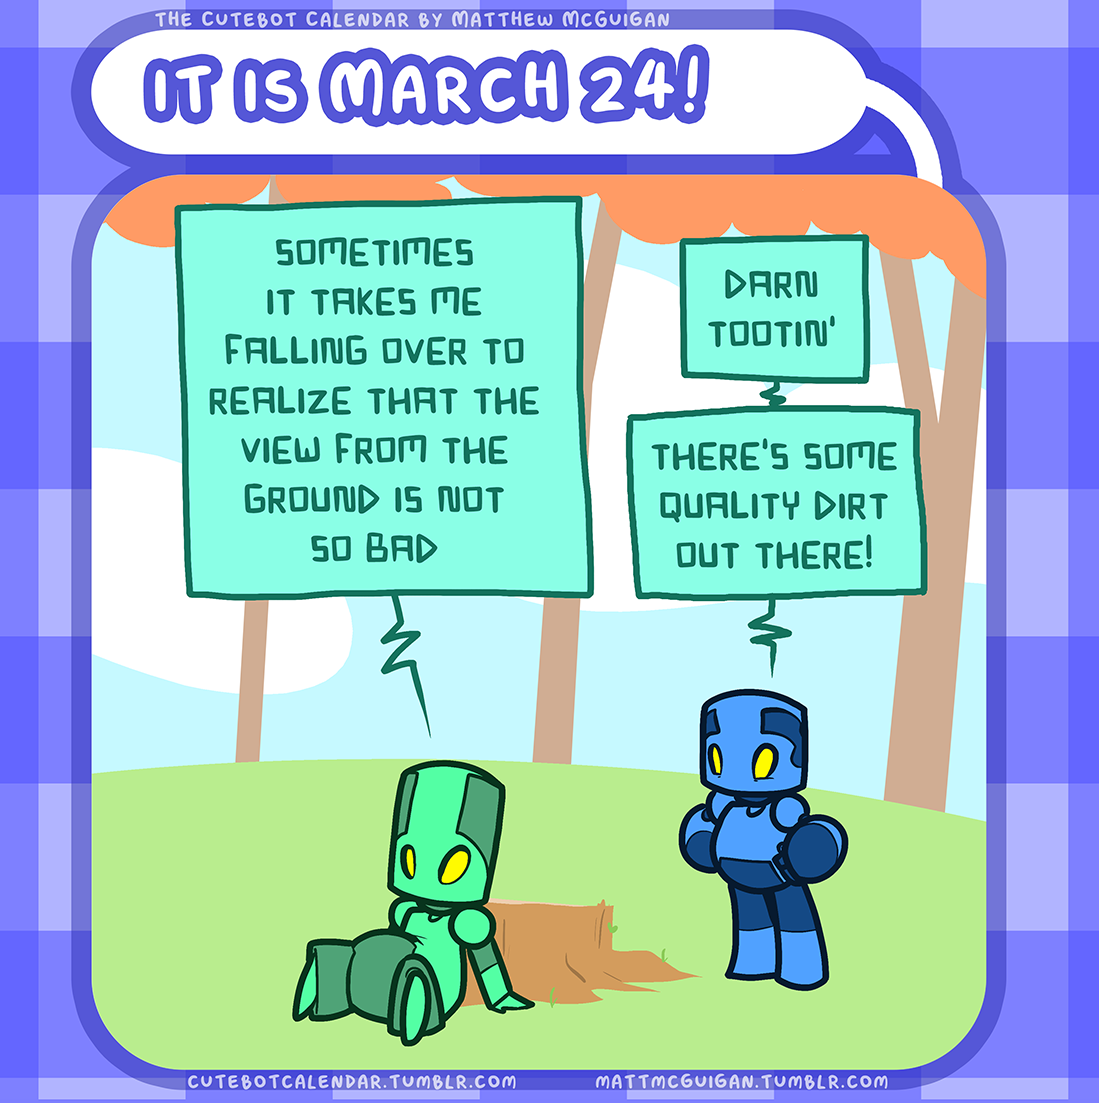 THE CUTEBOT CALENDAR BY MATTHEW MCGUIGAN
IT IS MARCH 24!
SOMETIMES
IT TAKES ME
FALLING OVER TO
REALIZE THAT THE
VIEW FROM THE
GROUND IS NOT
SO BAD
DARN
TOOTIN'
THERE'S SOME
QUALITY DIRT
OUT THERE!
CUTEBOTCALENDAR.TUMBLR.COM
MATTMCGUIGAN.TUMBLR.COM